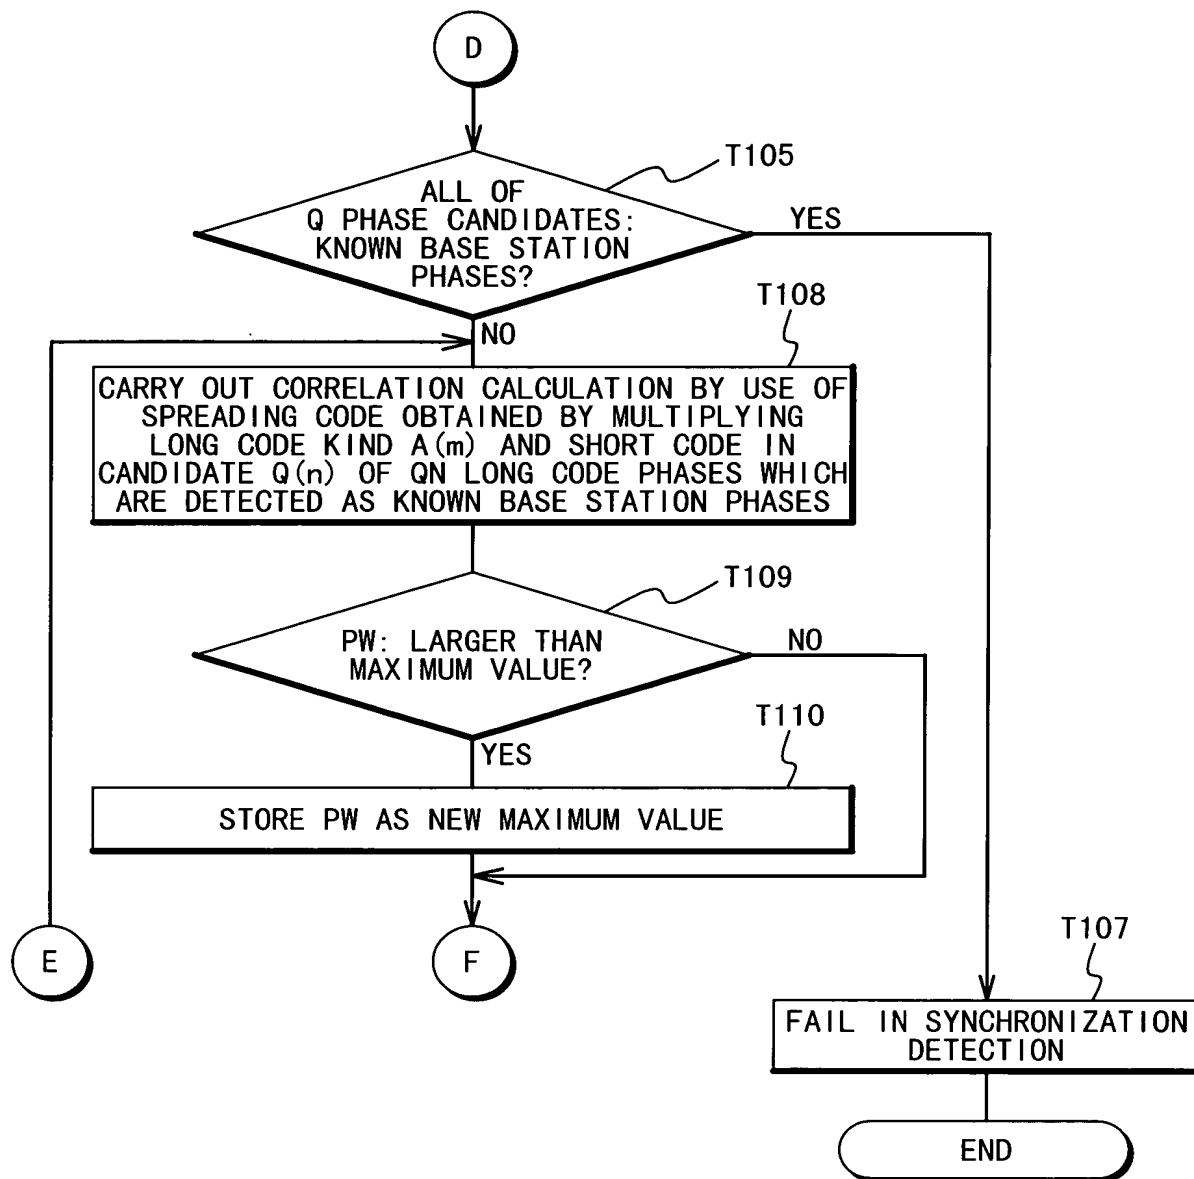 D
T105
ALL OF
Q PHASE CANDIDATES:
KNOWN BASE STATION
PHASES?
YES
T108
NO
CARRY OUT CORRELATION CALCULATION BY USE OF
SPREADING CODE OBTAINED BY MULTIPLYING
LONG CODE KIND A(m) AND SHORT CODE IN
CANDIDATE Q(n) OF QN LONG CODE PHASES WHICH
ARE DETECTED AS KNOWN BASE STATION PHASES
T109
PW: LARGER THAN
MAXIMUM VALUE?
NO
T110
YES
STORE PW AS NEW MAXIMUM VALUE
E
F
T107
FAIL IN SYNCHRONIZATION
DETECTION
END